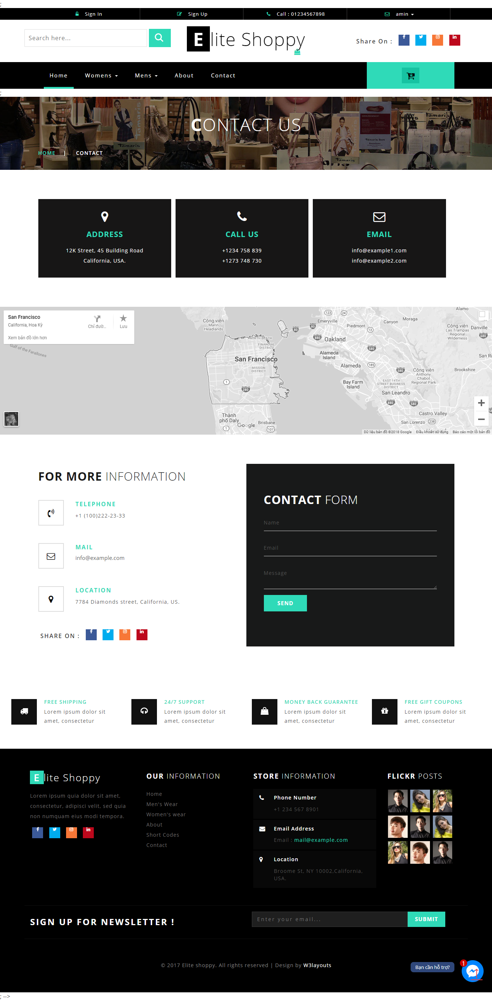 ;
Sign In
Sign Up
Call : 01234567898
amin
Search here...
Elite Shoppy
Share On :
Home
Womens
Mens
About
Contact
;
CONTACT US
HOME | CONTACT
ADDRESS
12K Street, 45 Building Road
California, USA.
CALL US
+1234 758 839
+1273 748 730
EMAIL
info@example1.com
info@example2.com
San Francisco
California, Hoa Kỳ
Xem bản đồ lớn hơn
Chỉ đườ...
Lưu
Gulf of the Farallones
Công viên
Marin
Headlands
NORTH BEACH
FINANCIAL
DISTRICT
San Francisco
MISSION
DISTRICT
1
280
Thành
phố Daly
1
Google
Brisbane
101
123
24
80
80
Emeryville
Piedmont
13
880
Oakland
580
Alameda
Island
Alameda
185
Bay Farm
Island
EAST 14TH
STREET BUSINESS
DISTRICT
San Leandro
880
580
580
San Lorenzo
238
Castro Valley
Công viên
Anthony
Chabot
Regional Park
Canyon
Moraga
Alamo
Công viên
Las Trampas
Regional
Wilderness
Danville
680
San Ra
Brookshire
Dữ liệu bản đồ ©2018 Google
Điều khoản sử dụng
Báo cáo một lỗi bản đồ
FOR MORE INFORMATION
TELEPHONE
+1 (100)222-23-33
MAIL
info@example.com
LOCATION
7784 Diamonds street, California, US.
SHARE ON :
CONTACT FORM
Name
Email
Message
SEND
FREE SHIPPING
Lorem ipsum dolor sit
amet, consectetur
24/7 SUPPORT
Lorem ipsum dolor sit
amet, consectetur
MONEY BACK GUARANTEE
Lorem ipsum dolor sit
amet, consectetur
FREE GIFT COUPONS
Lorem ipsum dolor sit
amet, consectetur
Elite Shoppy
Lorem ipsum quia dolor sit amet,
consectetur, adipisci velit, sed quia
non numquam eius modi tempora.
OUR INFORMATION
Home
Men's Wear
Women's wear
About
Short Codes
Contact
STORE INFORMATION
Phone Number
+1 234 567 8901
Email Address
Email : mail@example.com
Location
Broome St, NY 10002,California,
USA.
FLICKR POSTS
SIGN UP FOR NEWSLETTER !
Enter your email...
SUBMIT
© 2017 Elite shoppy. All rights reserved | Design by W3layouts
Bạn cần hỗ trợ?
1
; -->